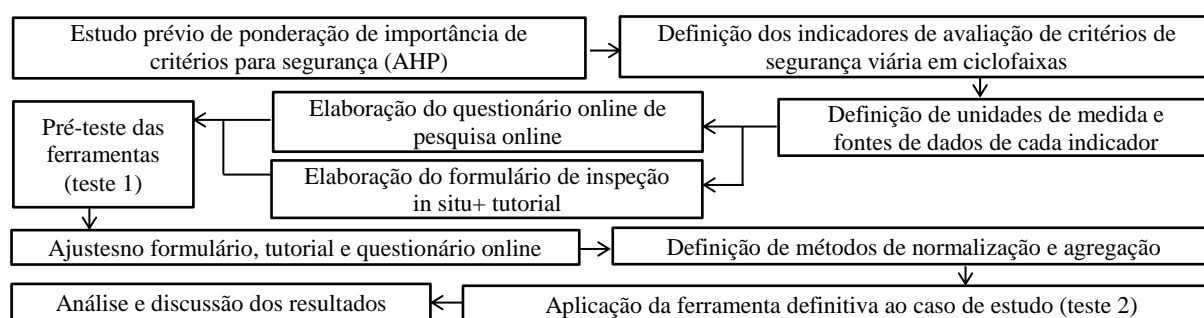 Estudo prévio de ponderação de importância de
critérios para segurança (AHP)
Definição dos indicadores de avaliação de critérios de
segurança viária em ciclofaixas
Definição de unidades de medida e
fontes de dados de cada indicador
Elaboração do questionário online de
pesquisa online
Elaboração do formulário de inspeção
in situ+ tutorial
Pré-teste das
ferramentas
(teste 1)
Ajustesno formulário, tutorial e questionário online
Definição de métodos de normalização e agregação
Aplicação da ferramenta definitiva ao caso de estudo (teste 2)
Análise e discussão dos resultados